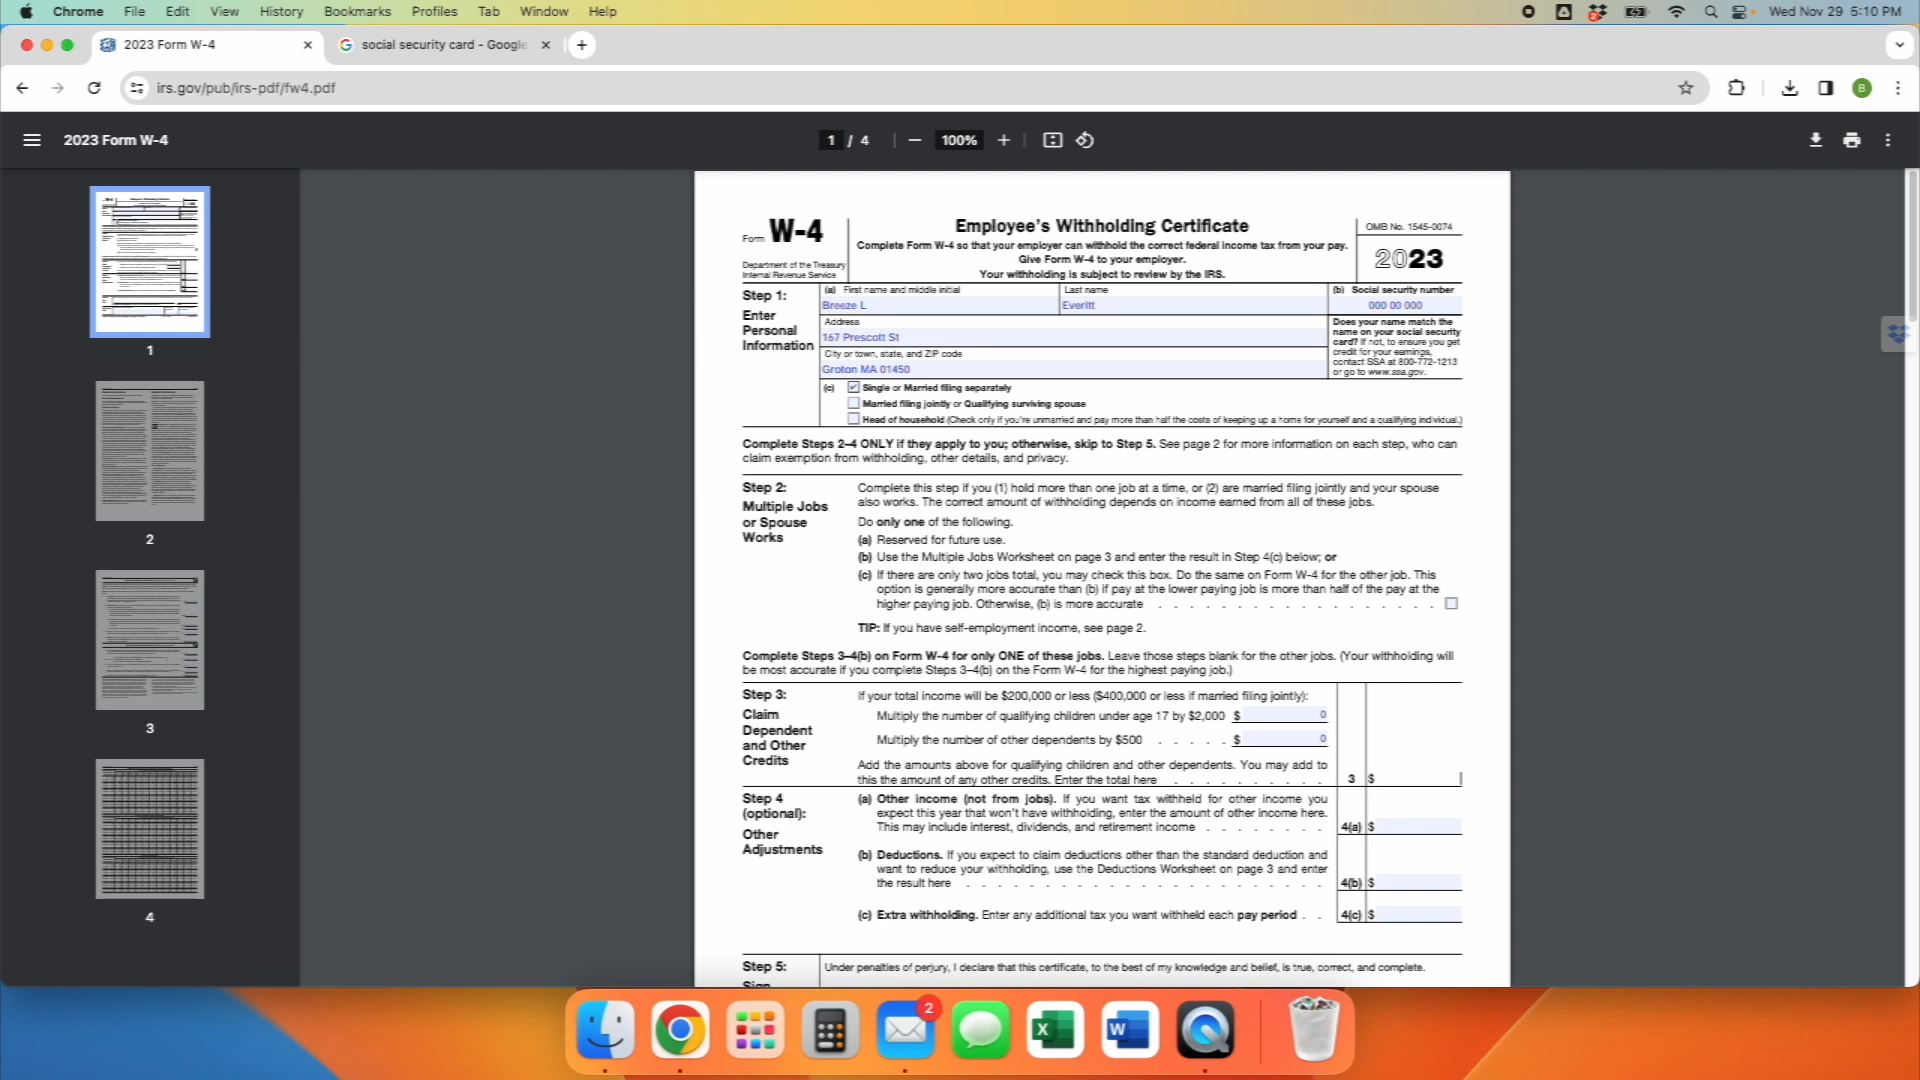 Chrome File Edit View History Bookmarks Profiles Tab Window Help
2 Wed Nov 29 5:10 PM
2023 Form W-4
social security card - Google
irs.gov/pub/irs-pdf/fw4.pdf
B
2023 Form W-4
1 / 4
100%
1
2
3
4
Form W-4
Department of the Treasury
Internal Revenue Service
Employee's Withholding Certificate
Complete Form W-4 so that your employer can withhold the correct federal income tax from your pay.
Give Form W-4 to your employer.
Your withholding is subject to review by the IRS.
OMB No. 1545-0074
2023
Step 1:
Enter
Personal
Information
(a) First name and middle initial
Breeze L
Last name
Everitt
(b) Social security number
000 00 000
Address
167 Prescott St
City or town, state, and ZIP code
Groton MA 01450
Does your name match the
name on your social security
card? If not, to ensure you get
credit for your earnings,
contact SSA at 800-772-1213
or go to www.ssa.gov.
(c) Single or Married filing separately
Married filing jointly or Qualifying surviving spouse
Head of household (Check only if you're unmarried and pay more than half the costs of keeping up a home for yourself and a qualifying individual.)
Complete Steps 2–4 ONLY if they apply to you; otherwise, skip to Step 5. See page 2 for more information on each step, who can
claim exemption from withholding, other details, and privacy.
Step 2:
Multiple Jobs
or Spouse
Works
Complete this step if you (1) hold more than one job at a time, or (2) are married filing jointly and your spouse
also works. The correct amount of withholding depends on income earned from all of these jobs.
Do only one of the following.
(a) Reserved for future use.
(b) Use the Multiple Jobs Worksheet on page 3 and enter the result in Step 4(c) below; or
(c) If there are only two jobs total, you may check this box. Do the same on Form W-4 for the other job. This
option is generally more accurate than (b) if pay at the lower paying job is more than half of the pay at the
higher paying job. Otherwise, (b) is more accurate . . . . . . . . . . . . . . . . . .
TIP: If you have self-employment income, see page 2.
Complete Steps 3–4(b) on Form W-4 for only ONE of these jobs. Leave those steps blank for the other jobs. (Your withholding will
be most accurate if you complete Steps 3–4(b) on the Form W-4 for the highest paying job.)
Step 3:
Claim
Dependent
and Other
Credits
If your total income will be $200,000 or less ($400,000 or less if married filing jointly):
Multiply the number of qualifying children under age 17 by $2,000 $ 0
Multiply the number of other dependents by $500 . . . . . $ 0
Add the amounts above for qualifying children and other dependents. You may add to
this the amount of any other credits. Enter the total here . . . . . . . . . . 3 $
Step 4
(optional):
Other
Adjustments
(a) Other income (not from jobs). If you want tax withheld for other income you
expect this year that won't have withholding, enter the amount of other income here.
This may include interest, dividends, and retirement income . . . . . . . . 4(a) $
(b) Deductions. If you expect to claim deductions other than the standard deduction and
want to reduce your withholding, use the Deductions Worksheet on page 3 and enter
the result here . . . . . . . . . . . . . . . . . . . . . . . 4(b) $
(c) Extra withholding. Enter any additional tax you want withheld each pay period . . 4(c) $
Step 5:
Sign
Under penalties of perjury, I declare that this certificate, to the best of my knowledge and belief, is true, correct, and complete.
2
X
W